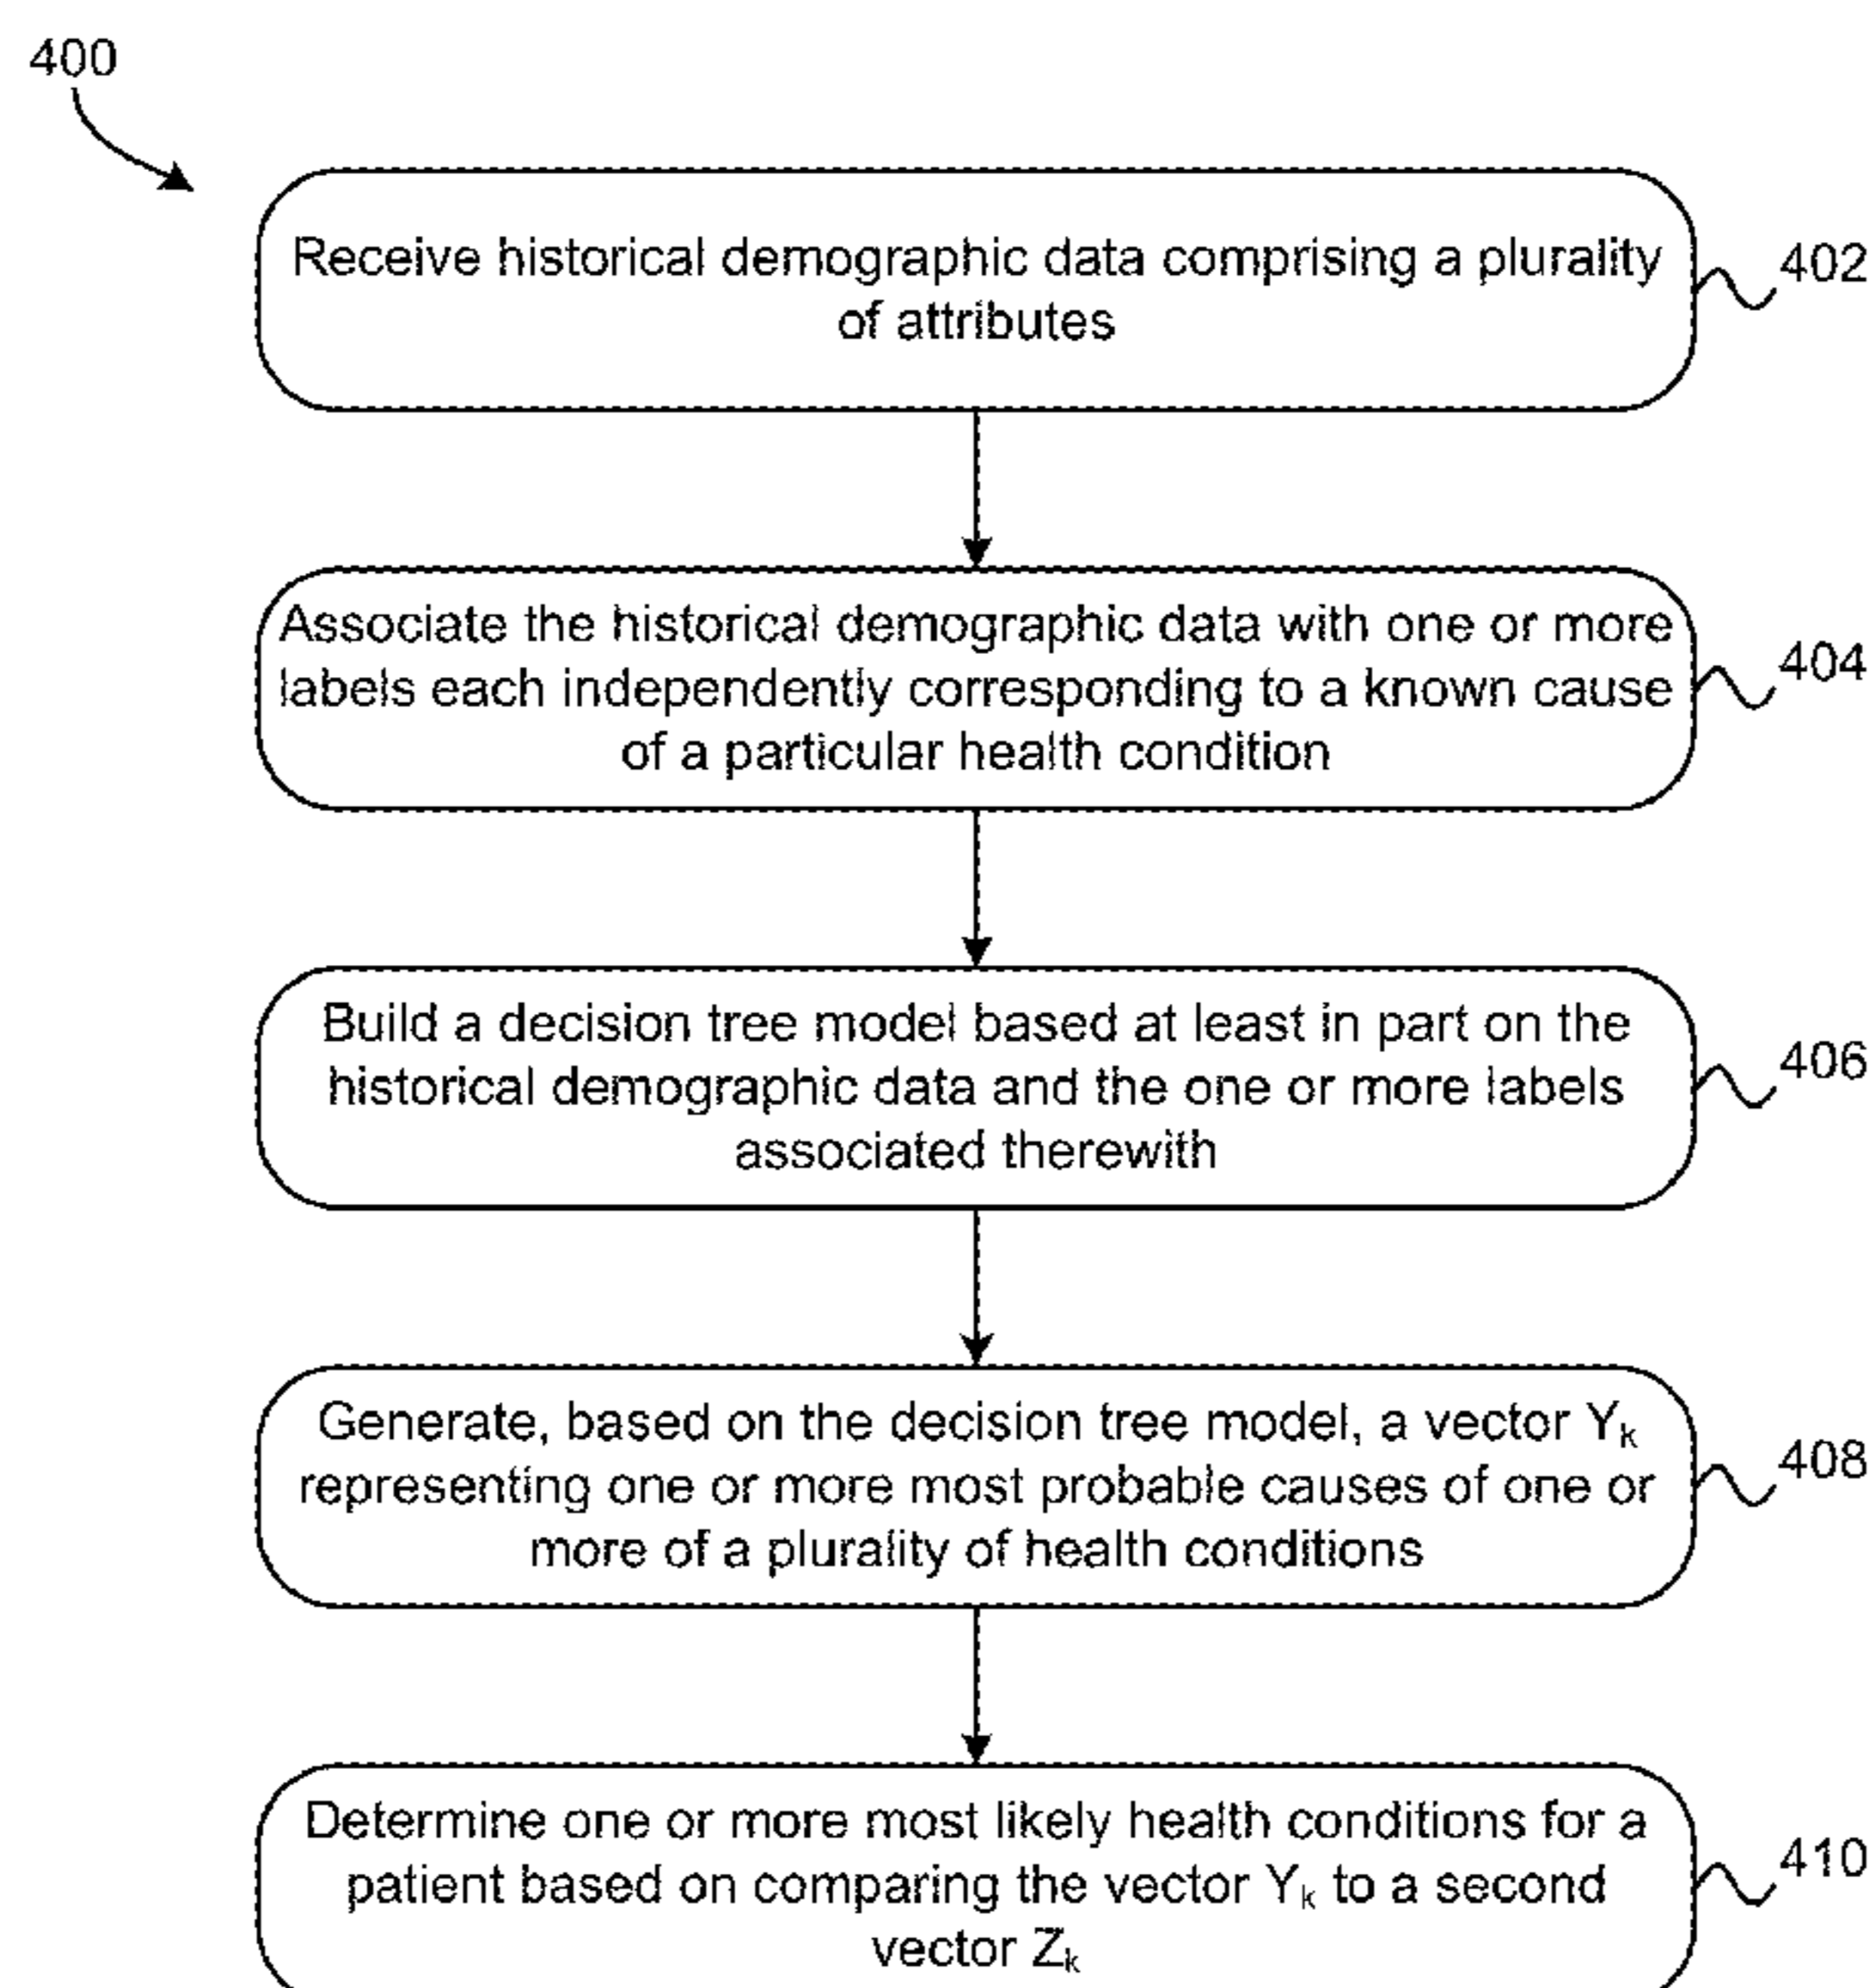 400
Receive historical demographic data comprising a plurality
of attributes
402
Associate the historical demographic data with one or more
labels each independently corresponding to a known cause
of a particular health condition
404
Build a decision tree model based at least in part on the
historical demographic data and the one or more labels
associated therewith
406
Generate, based on the decision tree model, a vector Yₖ
representing one or more most probable causes of one or
more of a plurality of health conditions
408
Determine one or more most likely health conditions for a
patient based on comparing the vector Yₖ to a second
vector Zₖ
410